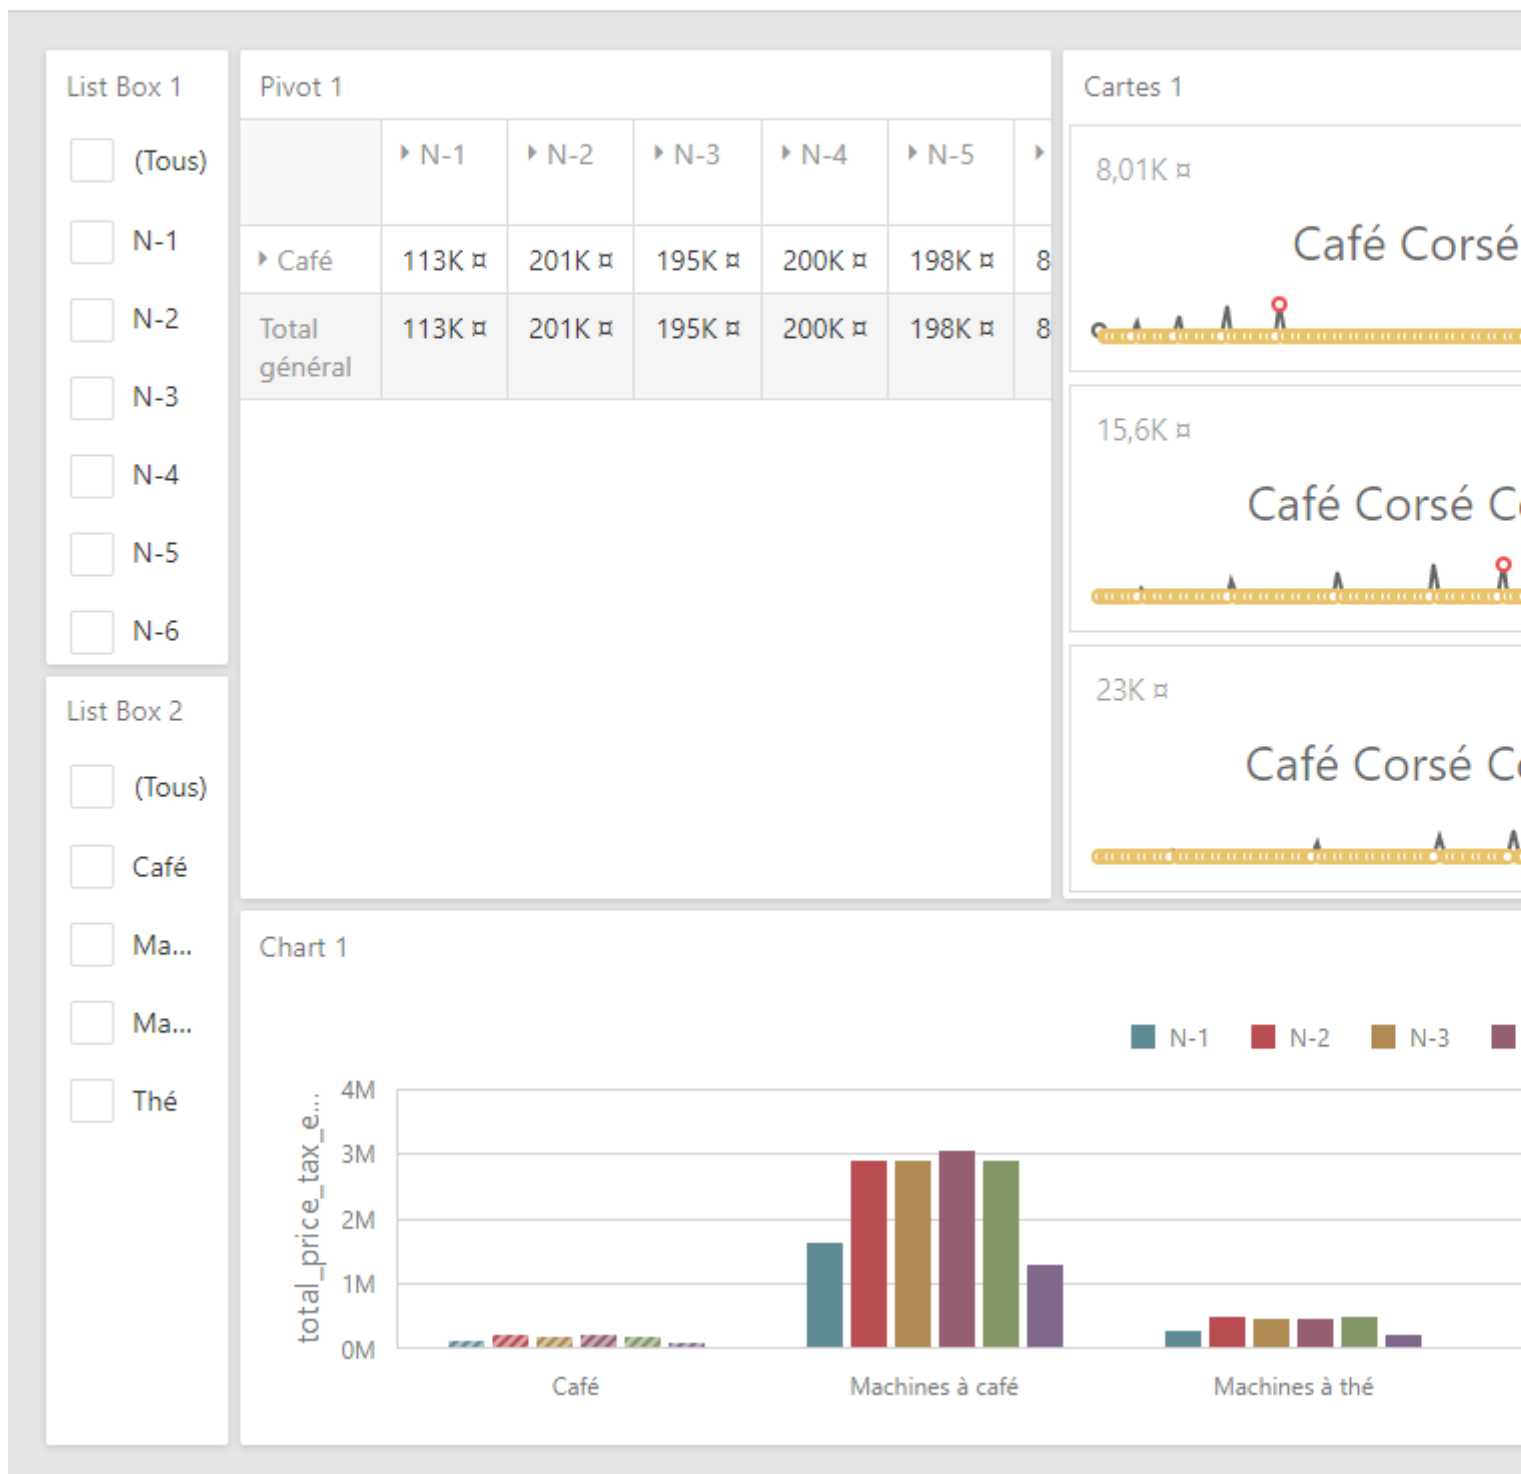 List Box 1
(Tous)
N-1
N-2
N-3
N-4
N-5
N-6
List Box 2
(Tous)
Café
Ma...
Ma...
Thé
Pivot 1
N-1 N-2 N-3 N-4 N-5
Café 113K ¤ 201K ¤ 195K ¤ 200K ¤ 198K ¤ 8
Total général 113K ¤ 201K ¤ 195K ¤ 200K ¤ 198K ¤ 8
Cartes 1
8,01K ¤
Café Corsé
15,6K ¤
Café Corsé C
23K ¤
Café Corsé C
Chart 1
N-1 N-2 N-3
total_price_tax_e...
4M
3M
2M
1M
0M
Café Machines à café Machines à thé